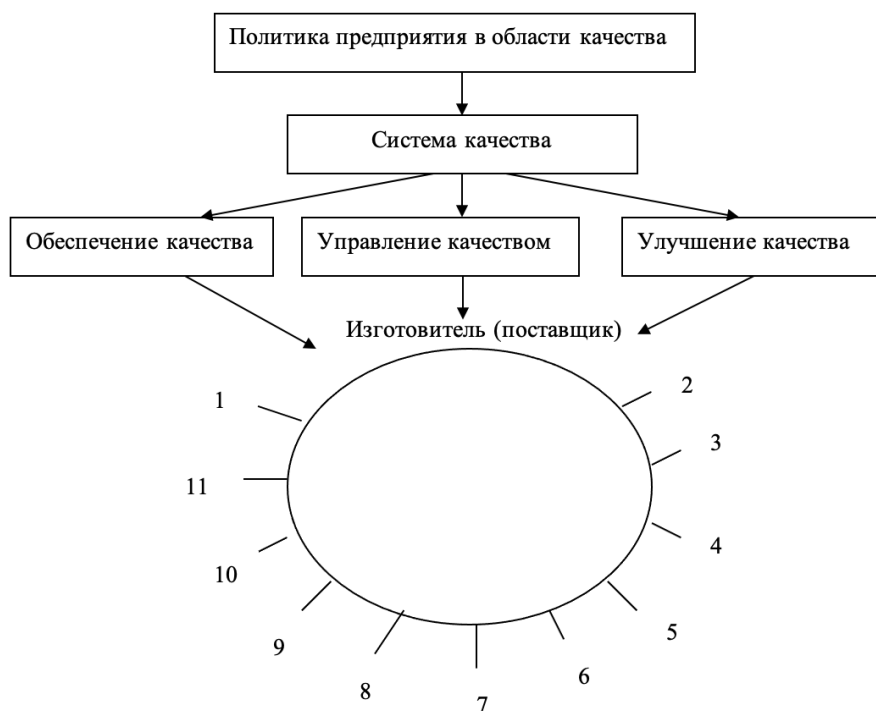 Политика предприятия в области качества
Система качества
Обеспечение качества
Управление качеством
Улучшение качества
Изготовитель (поставщик)
1
2
3
11
4
10
5
9
6
8
7